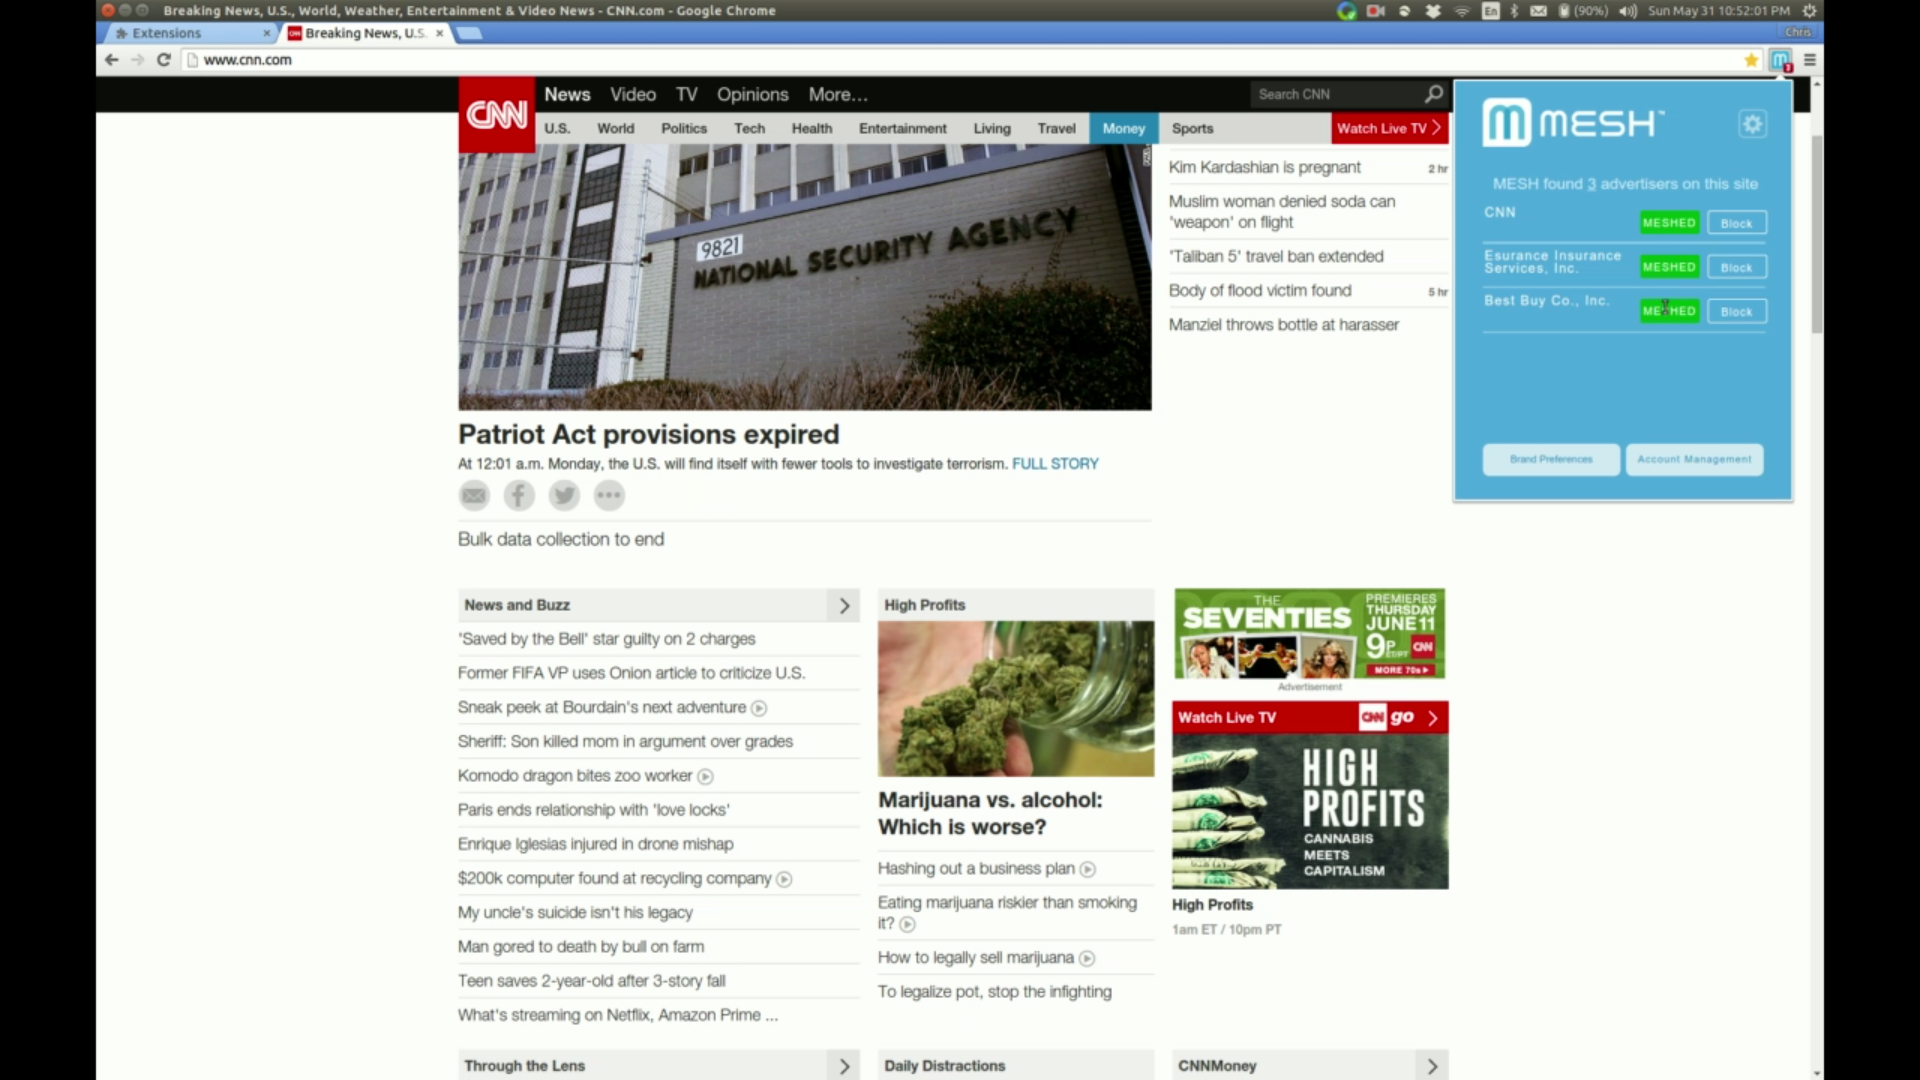 Breaking News, U.S., World, Weather, Entertainment & Video News - CNN.com - Google Chrome
En (90%) Sun May 31 10:52:01 PM
Extensions × Breaking News, U.S. × Chris
www.cnn.com
CNN
News Video TV Opinions More... Search CNN
U.S. World Politics Tech Health Entertainment Living Travel Money Sports Watch Live TV
9821
NATIONAL SECURITY AGENCY
Kim Kardashian is pregnant 2 hr
Muslim woman denied soda can
'weapon' on flight
'Taliban 5' travel ban extended
Body of flood victim found 5 hr
Manziel throws bottle at harasser
m MESH™
MESH found 3 advertisers on this site
CNN
MESHED Block
Esurance Insurance
Services, Inc.
MESHED Block
Best Buy Co., Inc.
MESHED Block
Brand Preferences Account Management
Patriot Act provisions expired
At 12:01 a.m. Monday, the U.S. will find itself with fewer tools to investigate terrorism. FULL STORY
Bulk data collection to end
News and Buzz
'Saved by the Bell' star guilty on 2 charges
Former FIFA VP uses Onion article to criticize U.S.
Sneak peek at Bourdain's next adventure
Sheriff: Son killed mom in argument over grades
Komodo dragon bites zoo worker
Paris ends relationship with 'love locks'
Enrique Iglesias injured in drone mishap
$200k computer found at recycling company
My uncle's suicide isn't his legacy
Man gored to death by bull on farm
Teen saves 2-year-old after 3-story fall
What's streaming on Netflix, Amazon Prime ...
High Profits
Marijuana vs. alcohol:
Which is worse?
Hashing out a business plan
Eating marijuana riskier than smoking
it?
How to legally sell marijuana
To legalize pot, stop the infighting
THE
SEVENTIES
PREMIERES
THURSDAY
JUNE 11
9P ET/PT CNN
MORE 70s
Advertisement
Watch Live TV CNN go
HIGH
PROFITS
CANNABIS
MEETS
CAPITALISM
High Profits
1am ET / 10pm PT
Through the Lens
Daily Distractions
CNNMoney